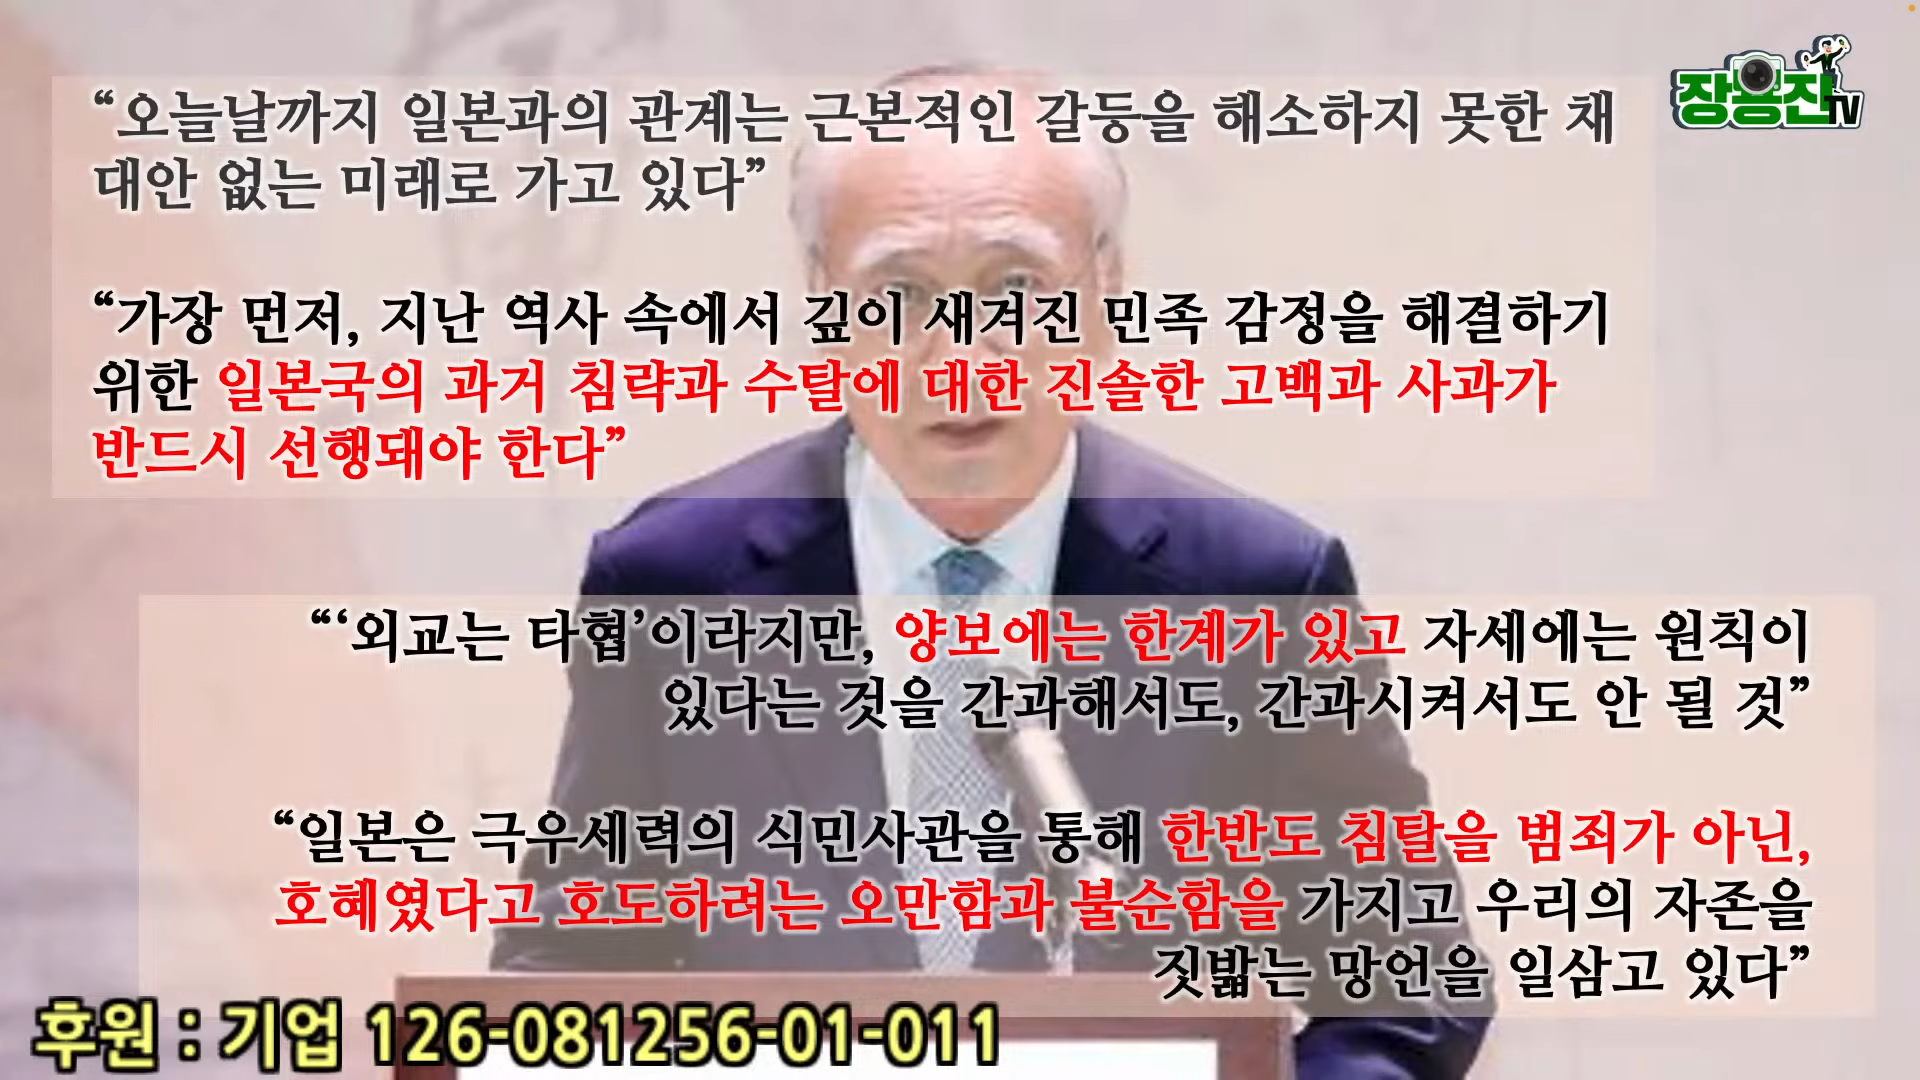 장용진TV
“오늘날까지 일본과의 관계는 근본적인 갈등을 해소하지 못한 채
대안 없는 미래로 가고 있다”
“가장 먼저, 지난 역사 속에서 깊이 새겨진 민족 감정을 해결하기
위한 일본국의 과거 침략과 수탈에 대한 진솔한 고백과 사과가
반드시 선행돼야 한다”
“‘외교는 타협’이라지만, 양보에는 한계가 있고 자세에는 원칙이
있다는 것을 간과해서도, 간과시켜서도 안 될 것”
“일본은 극우세력의 식민사관을 통해 한반도 침탈을 범죄가 아닌,
호혜였다고 호도하려는 오만함과 불순함을 가지고 우리의 자존을
짓밟는 망언을 일삼고 있다”
후원 : 기업 126-081256-01-011